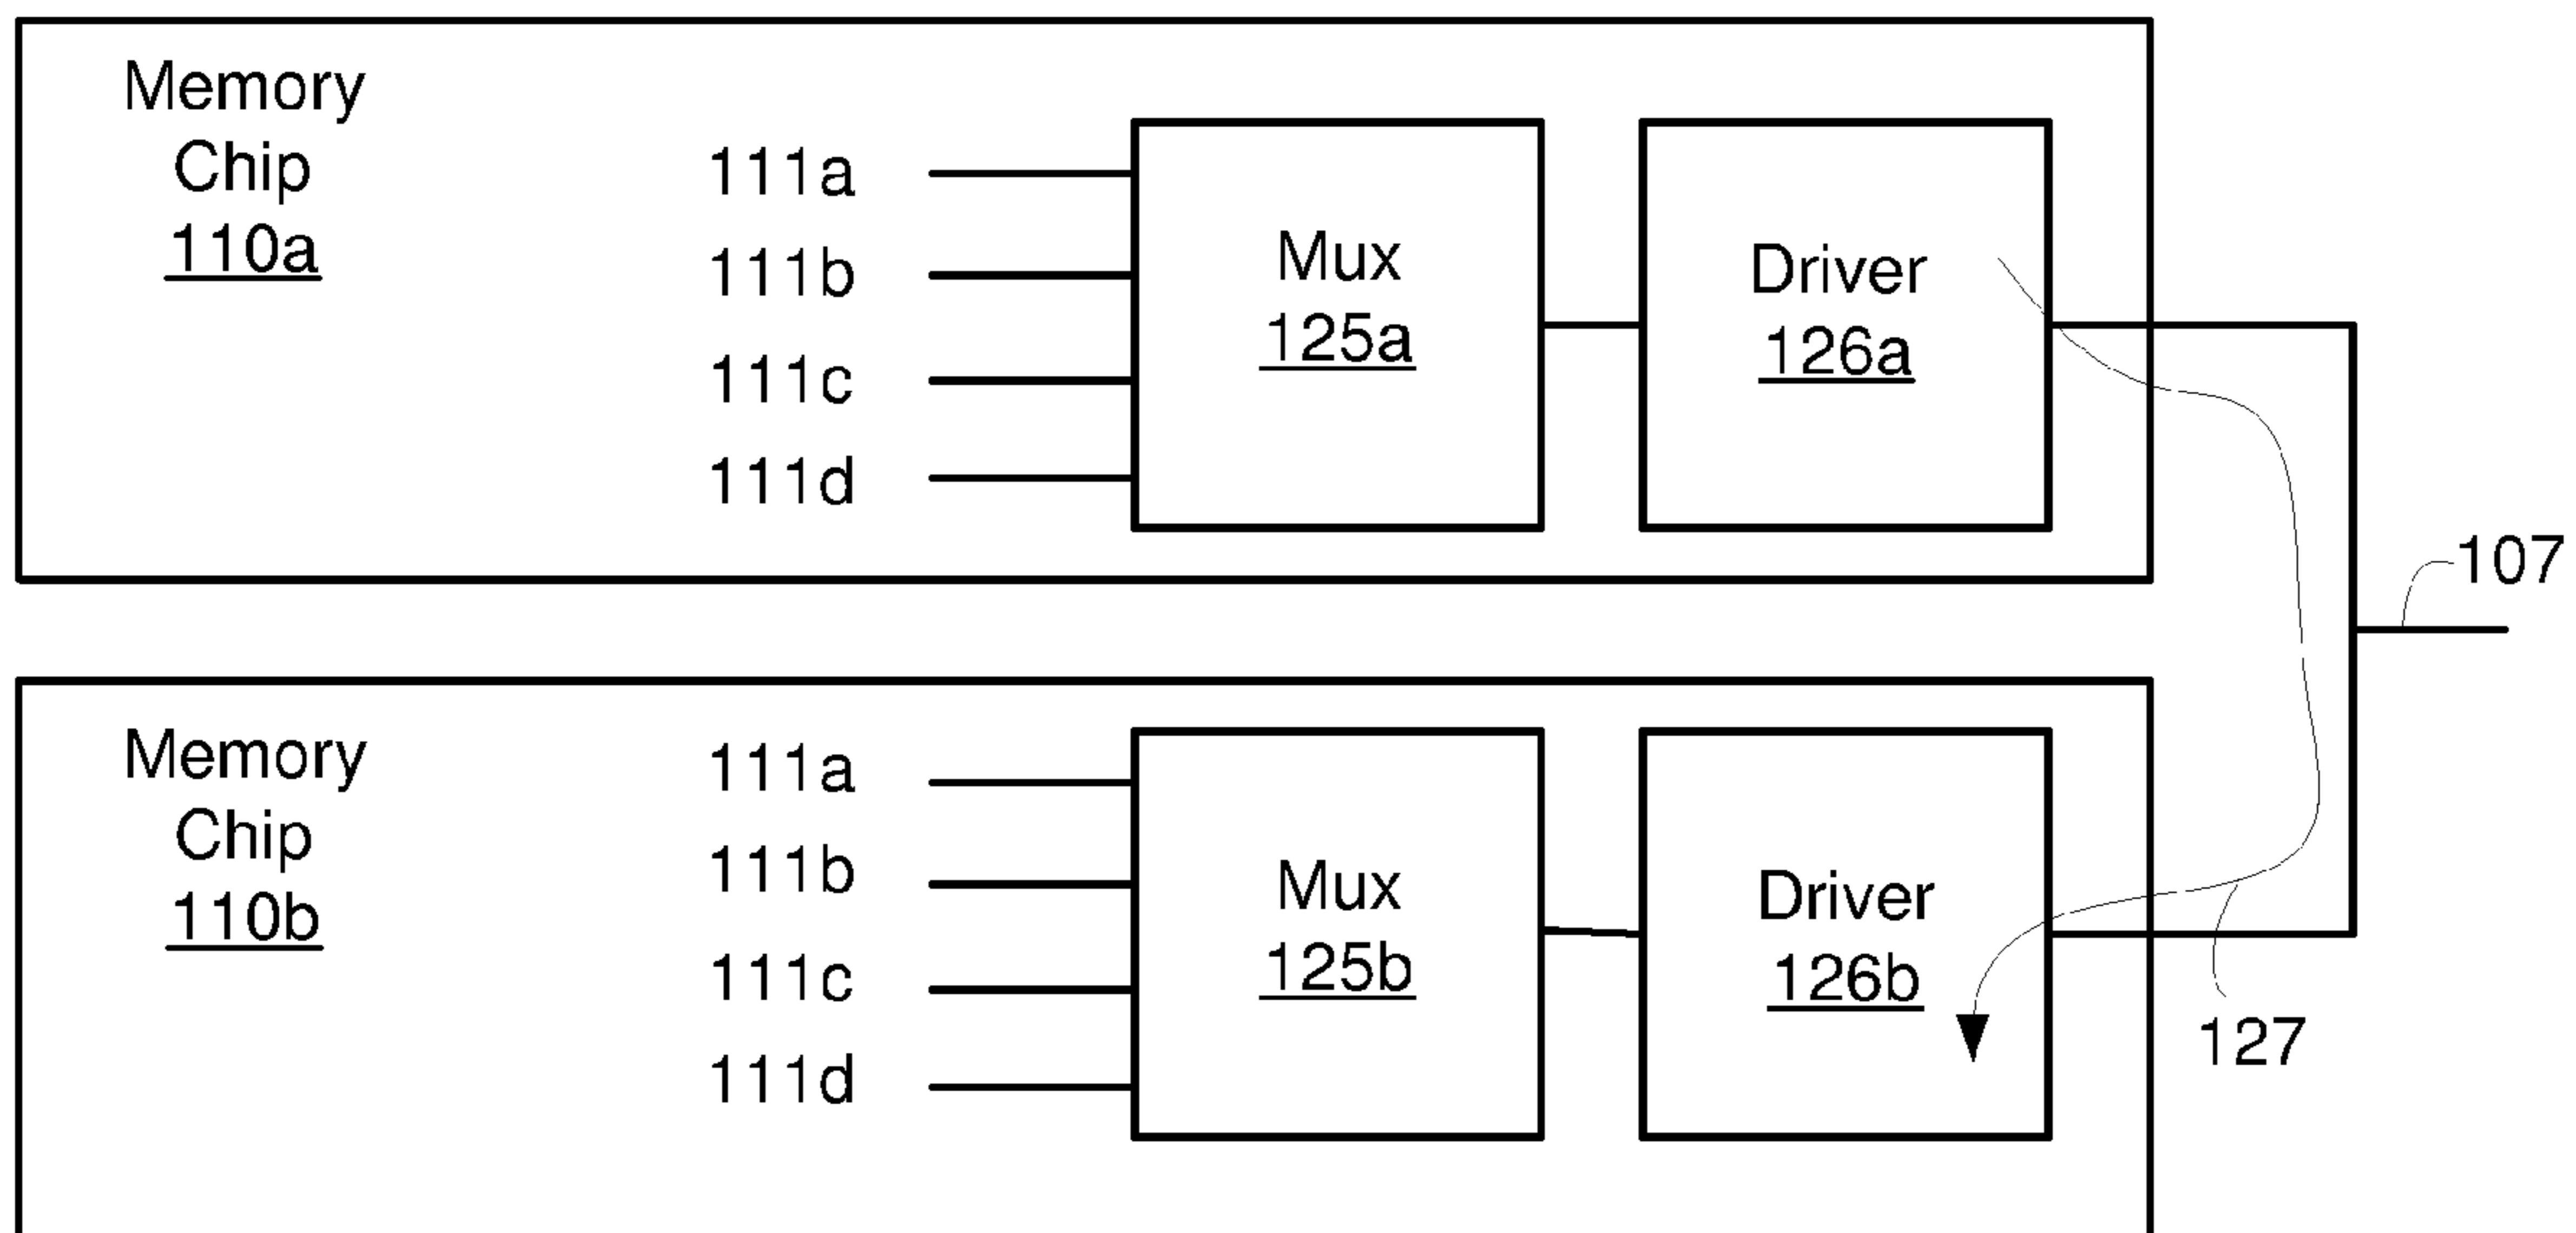 Memory
Chip
110a
111a
111b
111c
111d
Mux
125a
Driver
126a
107
Memory
Chip
110b
111a
111b
111c
111d
Mux
125b
Driver
126b
127